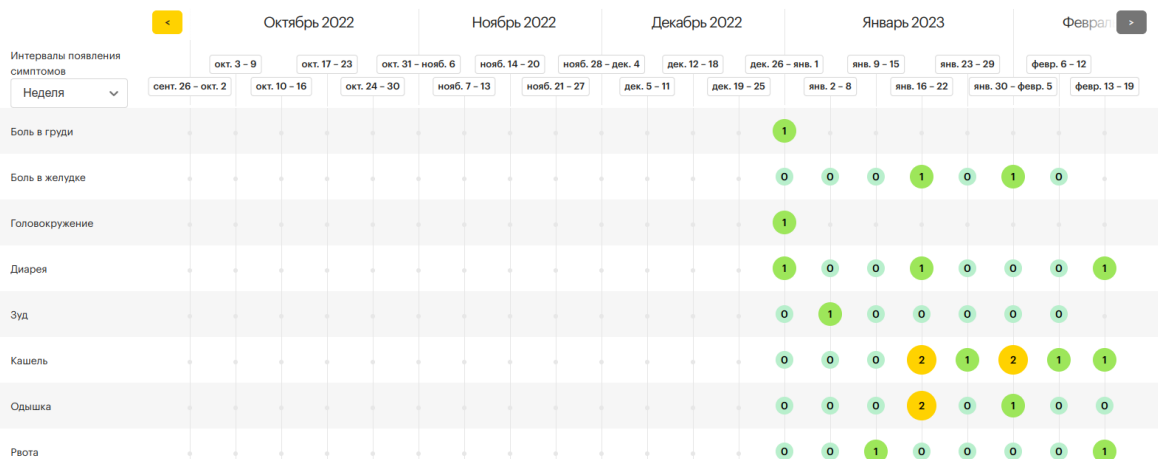 <
Октябрь 2022
Ноябрь 2022
Декабрь 2022
Январь 2023
Феврал
>
Интервалы появления
симптомов
Неделя
окт. 3 – 9
окт. 17 – 23
окт. 31 – нояб. 6
нояб. 14 – 20
нояб. 28 – дек. 4
дек. 12 – 18
дек. 26 – янв. 1
янв. 9 – 15
янв. 23 – 29
февр. 6 – 12
сент. 26 – окт. 2
окт. 10 – 16
окт. 24 – 30
нояб. 7 – 13
нояб. 21 – 27
дек. 5 – 11
дек. 19 – 25
янв. 2 – 8
янв. 16 – 22
янв. 30 – февр. 5
февр. 13 – 19
Боль в груди 1
Боль в желудке 0 0 0 1 0 1 0
Головокружение 1
Диарея 1 0 0 1 0 0 0 1
Зуд 0 1 0 0 0 0 0
Кашель 0 0 0 2 1 2 1 1
Одышка 0 0 0 2 0 1 0 0
Рвота 0 0 1 0 0 0 0 1